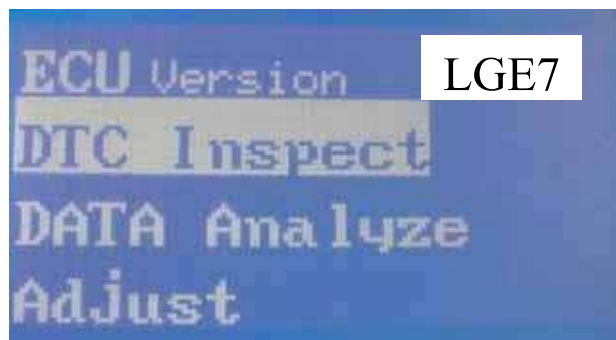 ECU Version
LGE7
DTC Inspect
DATA Analyze
Adjust